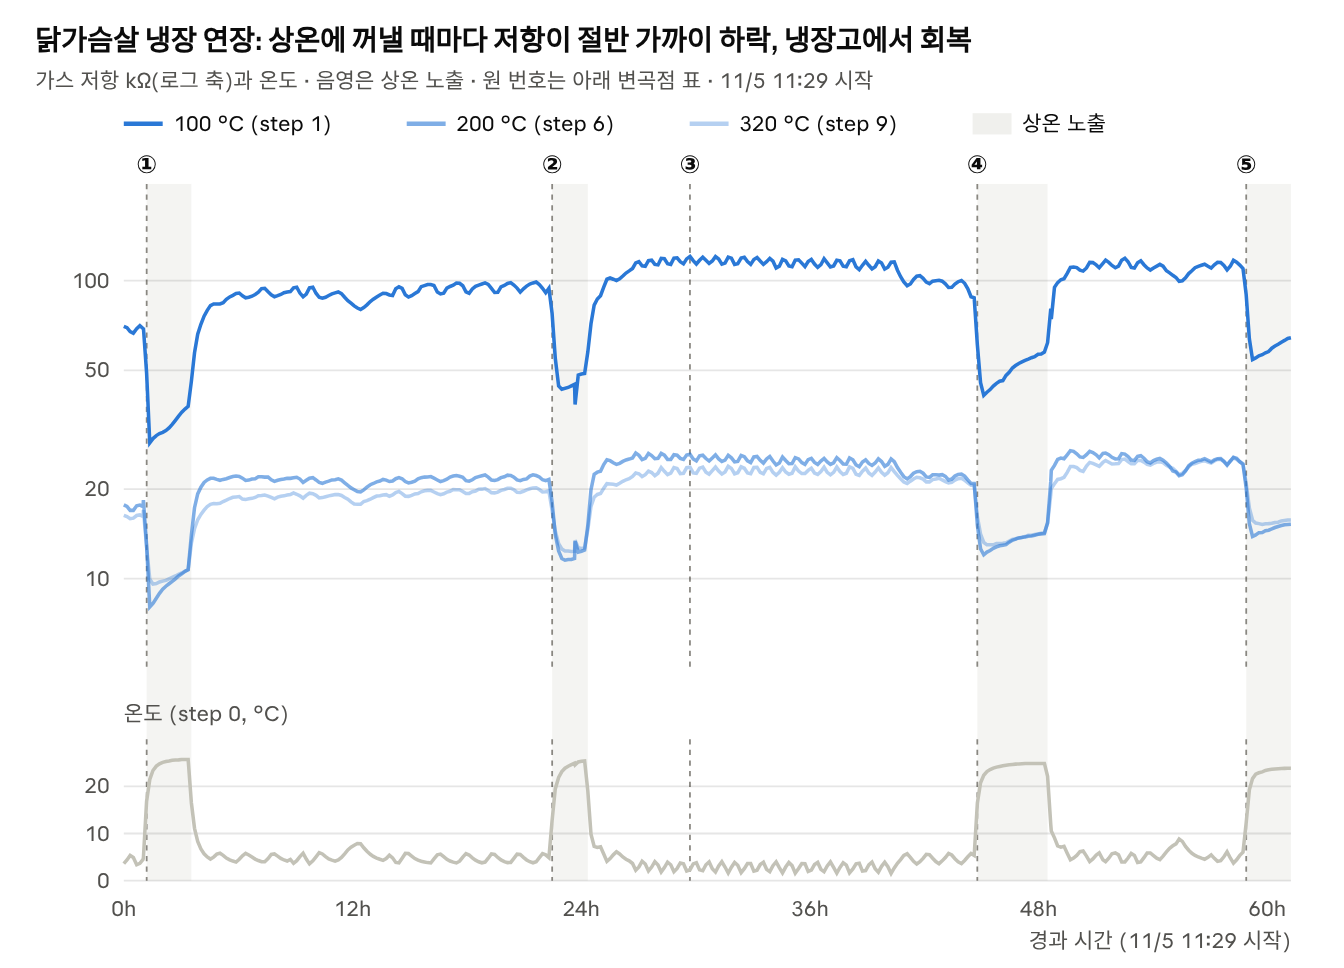 닭가슴살 냉장 연장: 상온에 꺼낼 때마다 저항이 절반 가까이 하락, 냉장고에서 회복
가스 저항 kΩ(로그 축)과 온도 · 음영은 상온 노출 · 원 번호는 아래 변곡점 표 · 11/5 11:29 시작
100 °C (step 1)
200 °C (step 6)
320 °C (step 9)
상온 노출
① ② ③ ④ ⑤
100
50
20
10
온도 (step 0, °C)
20
10
0
0h 12h 24h 36h 48h 60h
경과 시간 (11/5 11:29 시작)